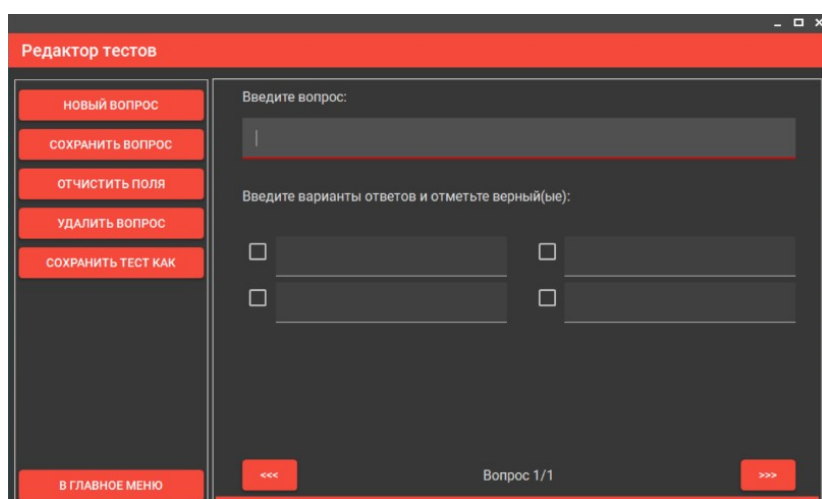 Редактор тестов
НОВЫЙ ВОПРОС
СОХРАНИТЬ ВОПРОС
ОТЧИСТИТЬ ПОЛЯ
УДАЛИТЬ ВОПРОС
СОХРАНИТЬ ТЕСТ КАК
В ГЛАВНОЕ МЕНЮ
Введите вопрос:
Введите варианты ответов и отметьте верный(ые):
<<< Вопрос 1/1 >>>